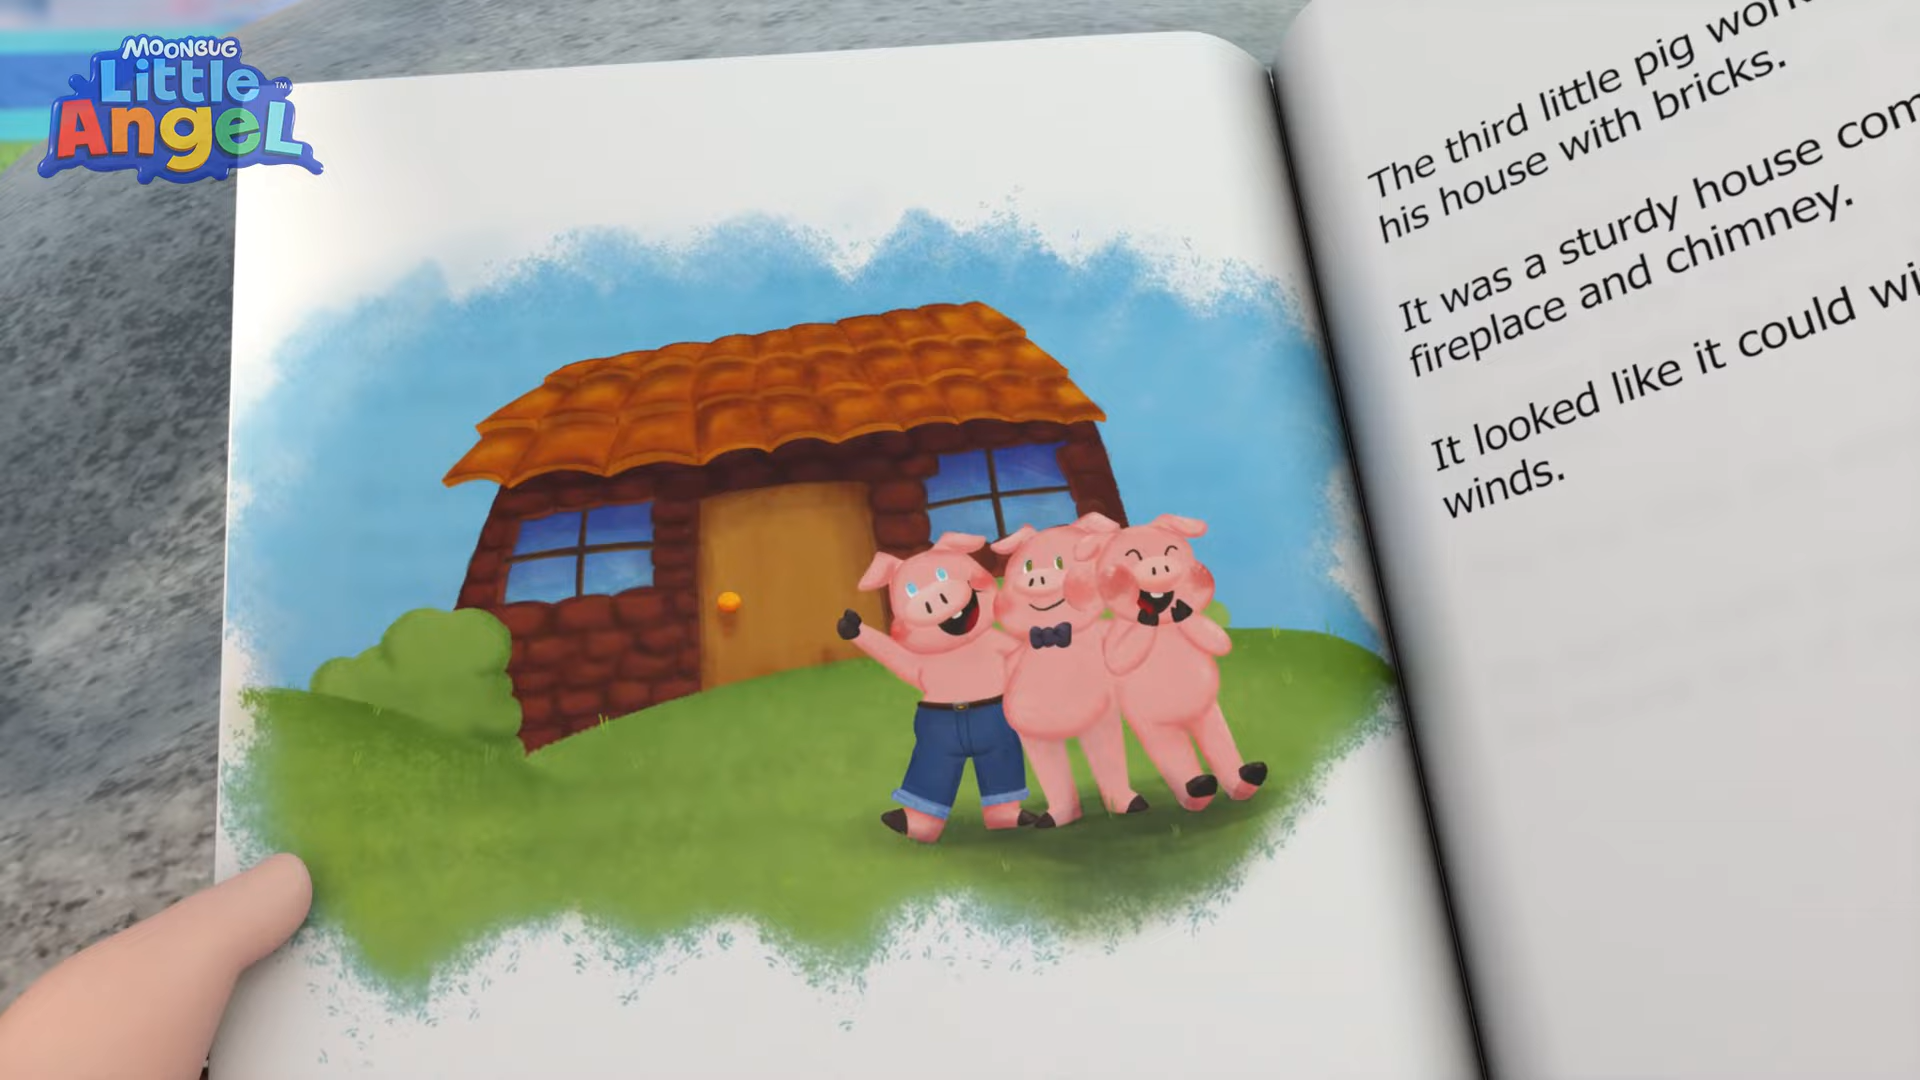 MOONBUG
Little
Angel™
The third little pig
his house with bricks.
It was a sturdy house
fireplace and chimney.
It looked like it could
winds.